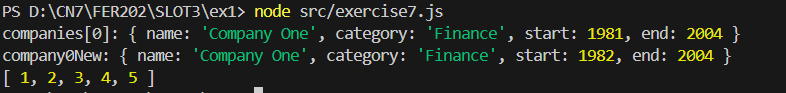 PS D:\CN7\FER202\SLOT3\ex1> node src/exercise7.js
companies[0]: { name: 'Company One', category: 'Finance', start: 1981, end: 2004 }
company0New: { name: 'Company One', category: 'Finance', start: 1982, end: 2004 }
[ 1, 2, 3, 4, 5 ]